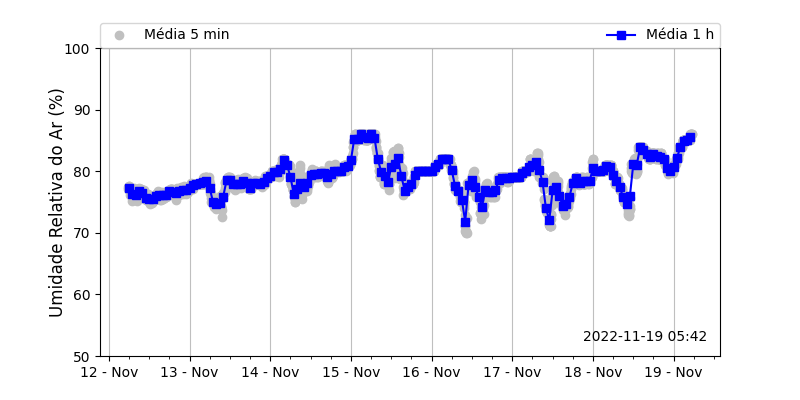 Média 5 min
Média 1 h
100
90
80
70
60
50
Umidade Relativa do Ar (%)
2022-11-19 05:42
12 - Nov
13 - Nov
14 - Nov
15 - Nov
16 - Nov
17 - Nov
18 - Nov
19 - Nov